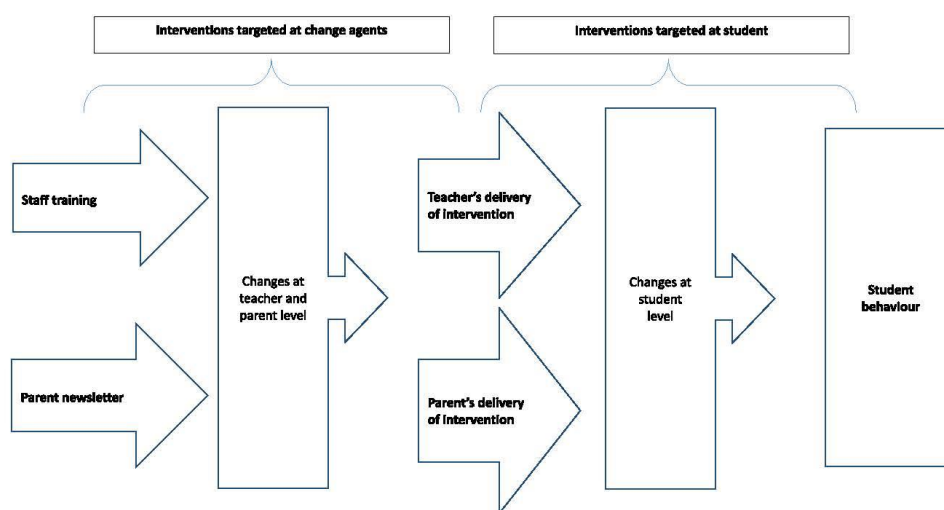 Interventions targeted at change agents
Interventions targeted at student
Staff training
Parent newsletter
Changes at
teacher and
parent level
Teacher's delivery
of intervention
Parent's delivery
of intervention
Changes at
student
level
Student
behaviour